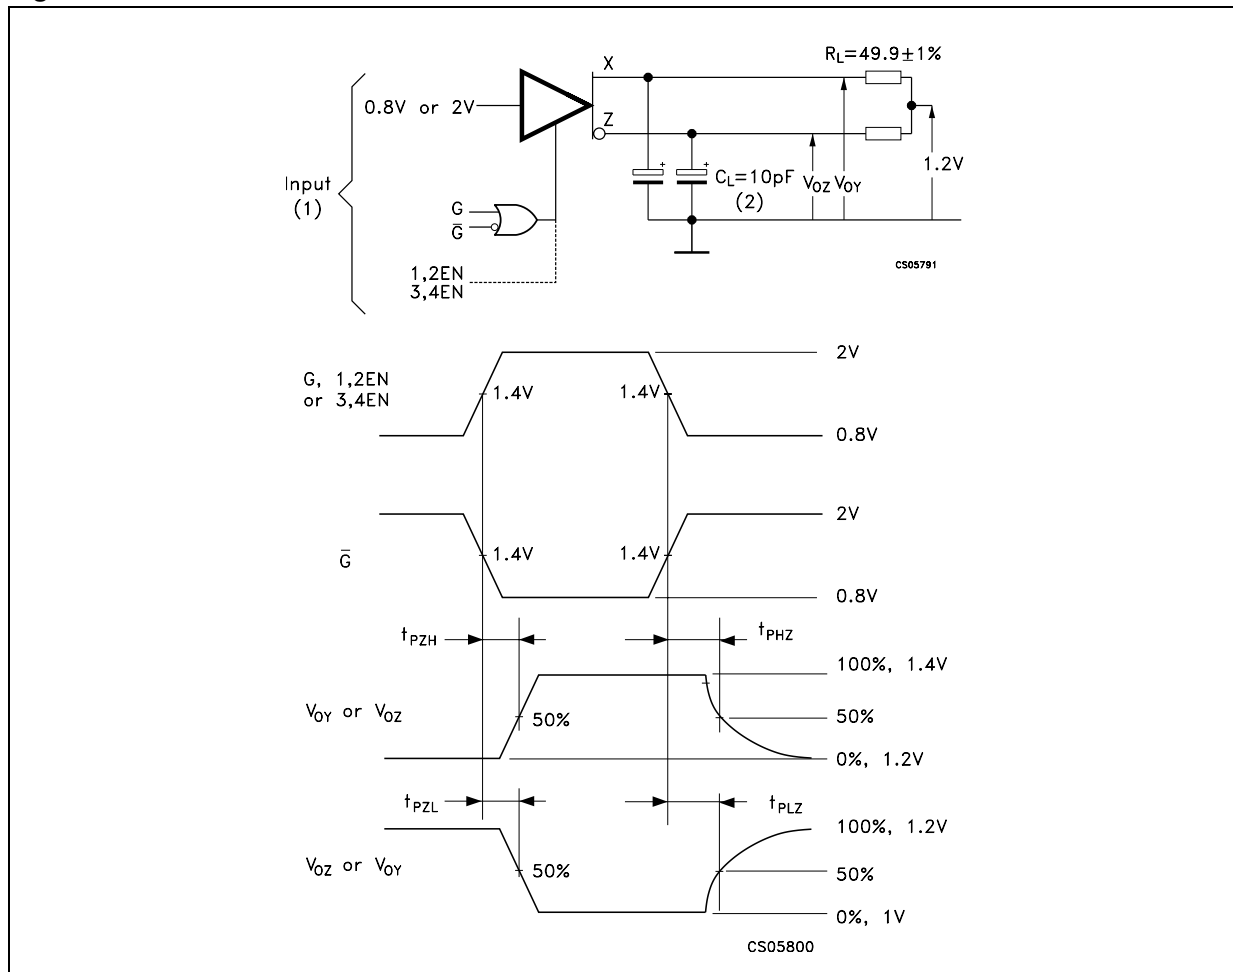 X
R_L=49.9±1%
0.8V or 2V
Z
1.2V
Input
(1)
C_L=10pF
(2)
V_OZ V_OY
G
G̅
1,2EN
3,4EN
CS05791
2V
G, 1,2EN
or 3,4EN
1.4V
1.4V
0.8V
2V
G̅
1.4V
1.4V
0.8V
t_PZH
t_PHZ
100%, 1.4V
V_OY or V_OZ
50%
50%
0%, 1.2V
t_PZL
t_PLZ
100%, 1.2V
V_OZ or V_OY
50%
50%
0%, 1V
CS05800